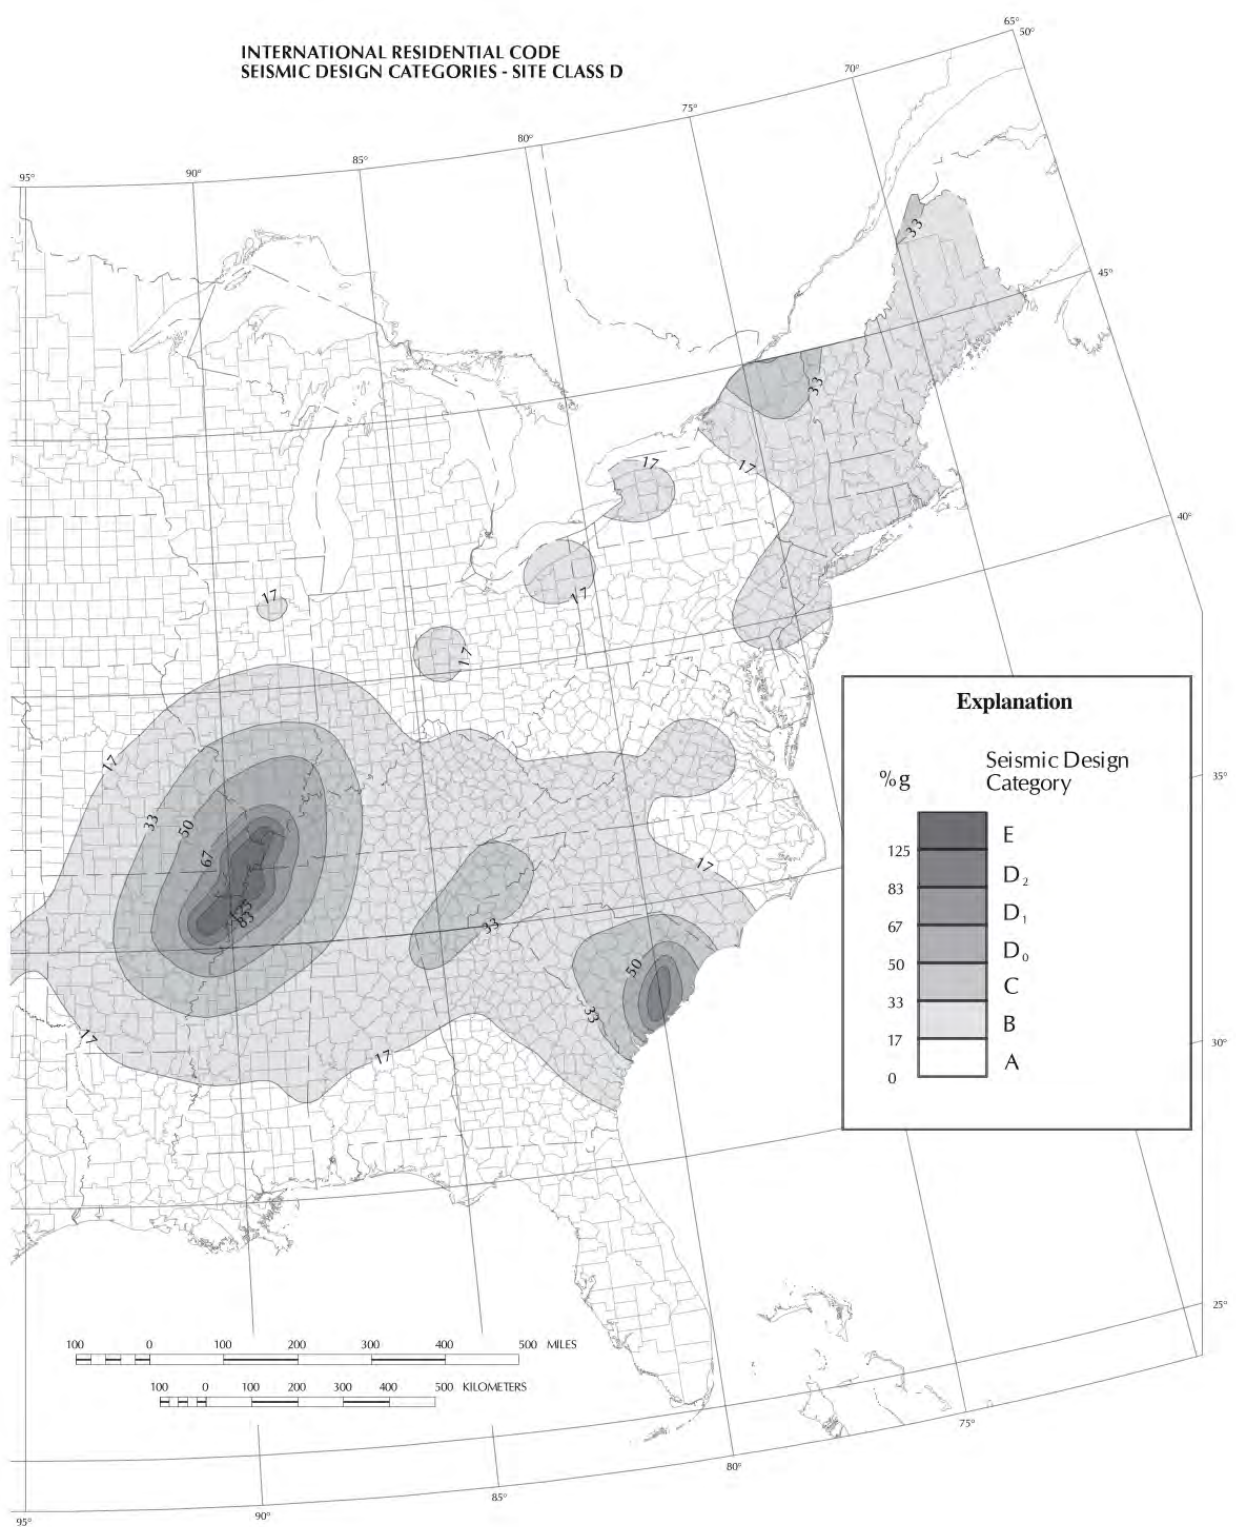 INTERNATIONAL RESIDENTIAL CODE
SEISMIC DESIGN CATEGORIES - SITE CLASS D
65°
50°
70°
75°
80°
85°
90°
95°
33
45°
33
17
17
40°
17
17
17
Explanation
Seismic Design
Category
%g
E
125
D2
83
D1
67
D0
50
C
33
B
17
A
0
35°
30°
25°
17
33
50
67
125
83
17
33
50
33
17
17
100 0 100 200 300 400 500 MILES
100 0 100 200 300 400 500 KILOMETERS
75°
80°
85°
90°
95°